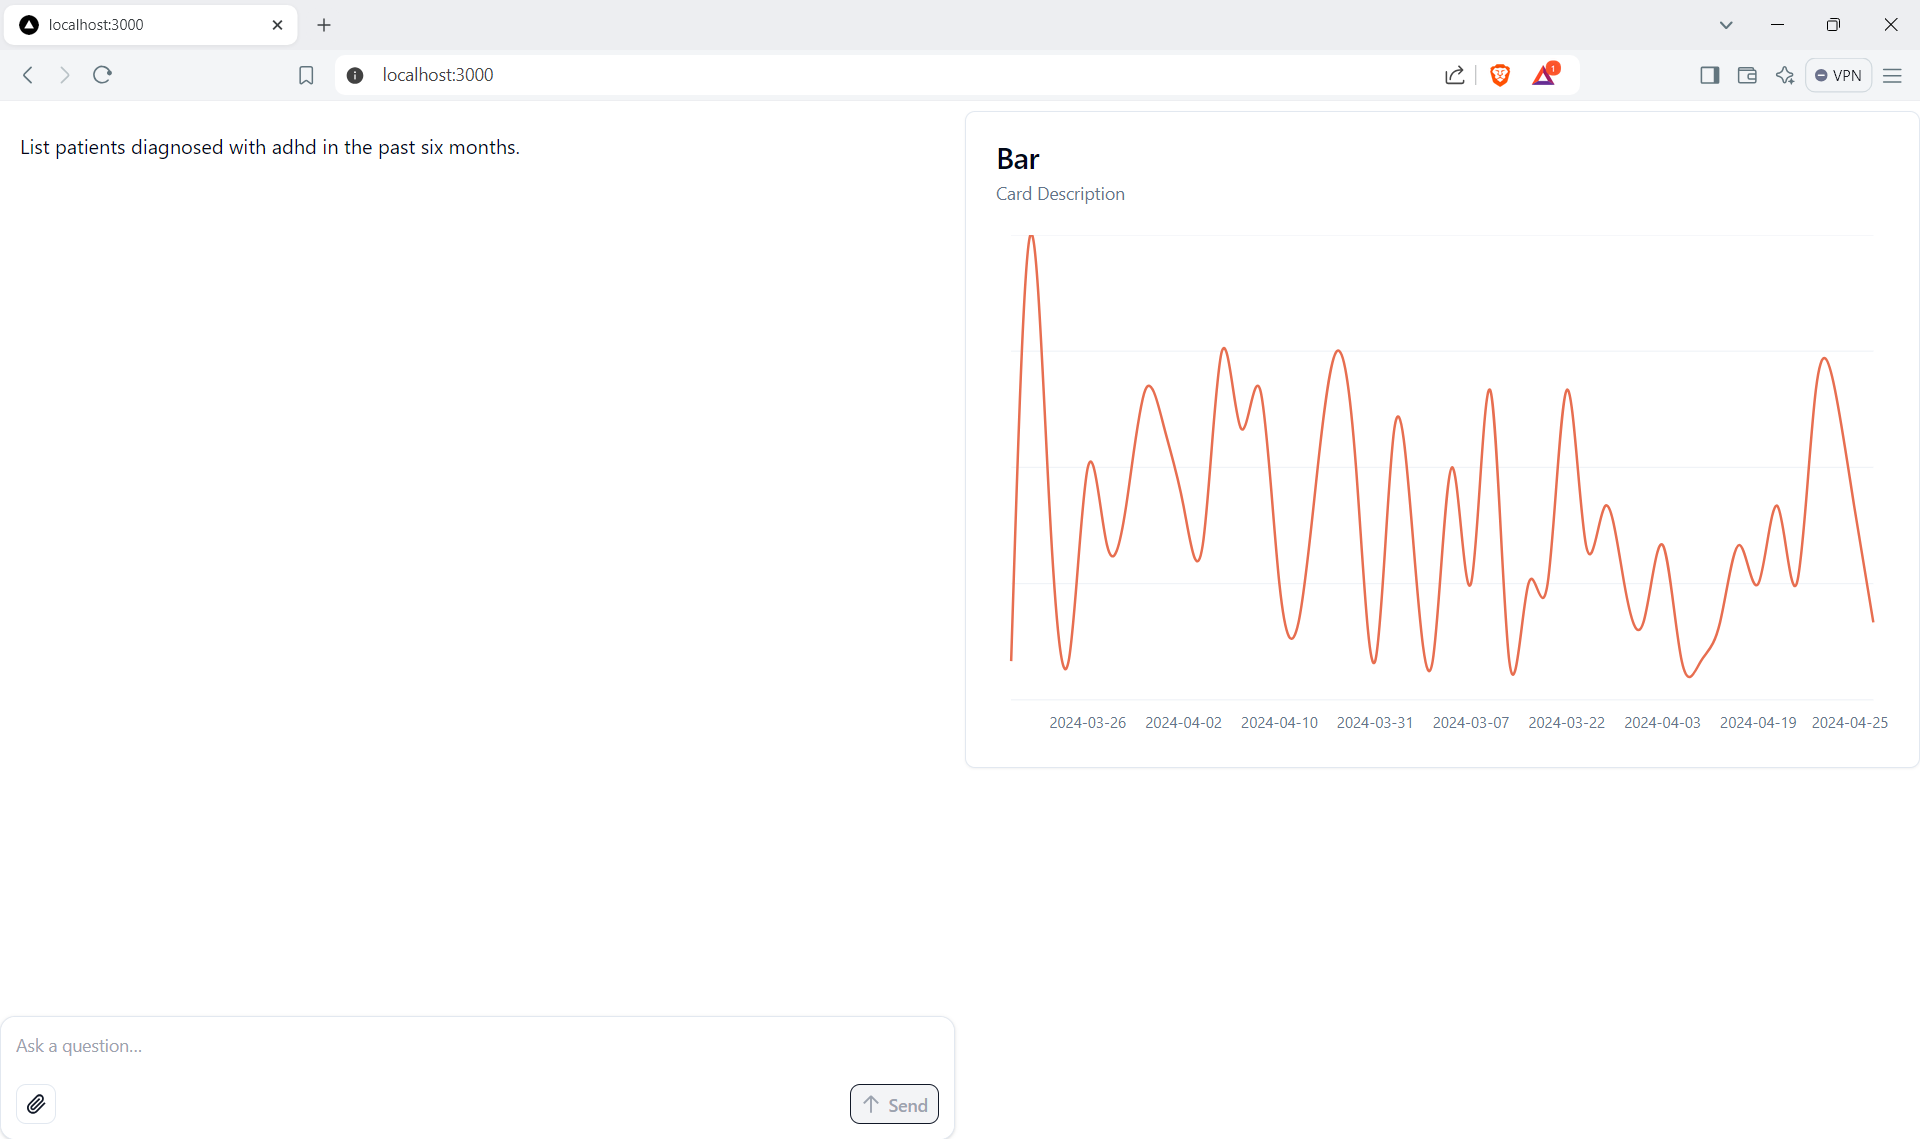 localhost:3000
localhost:3000
1
VPN
List patients diagnosed with adhd in the past six months.
Bar
Card Description
2024-03-26 2024-04-02 2024-04-10 2024-03-31 2024-03-07 2024-03-22 2024-04-03 2024-04-19 2024-04-25
Ask a question...
Send